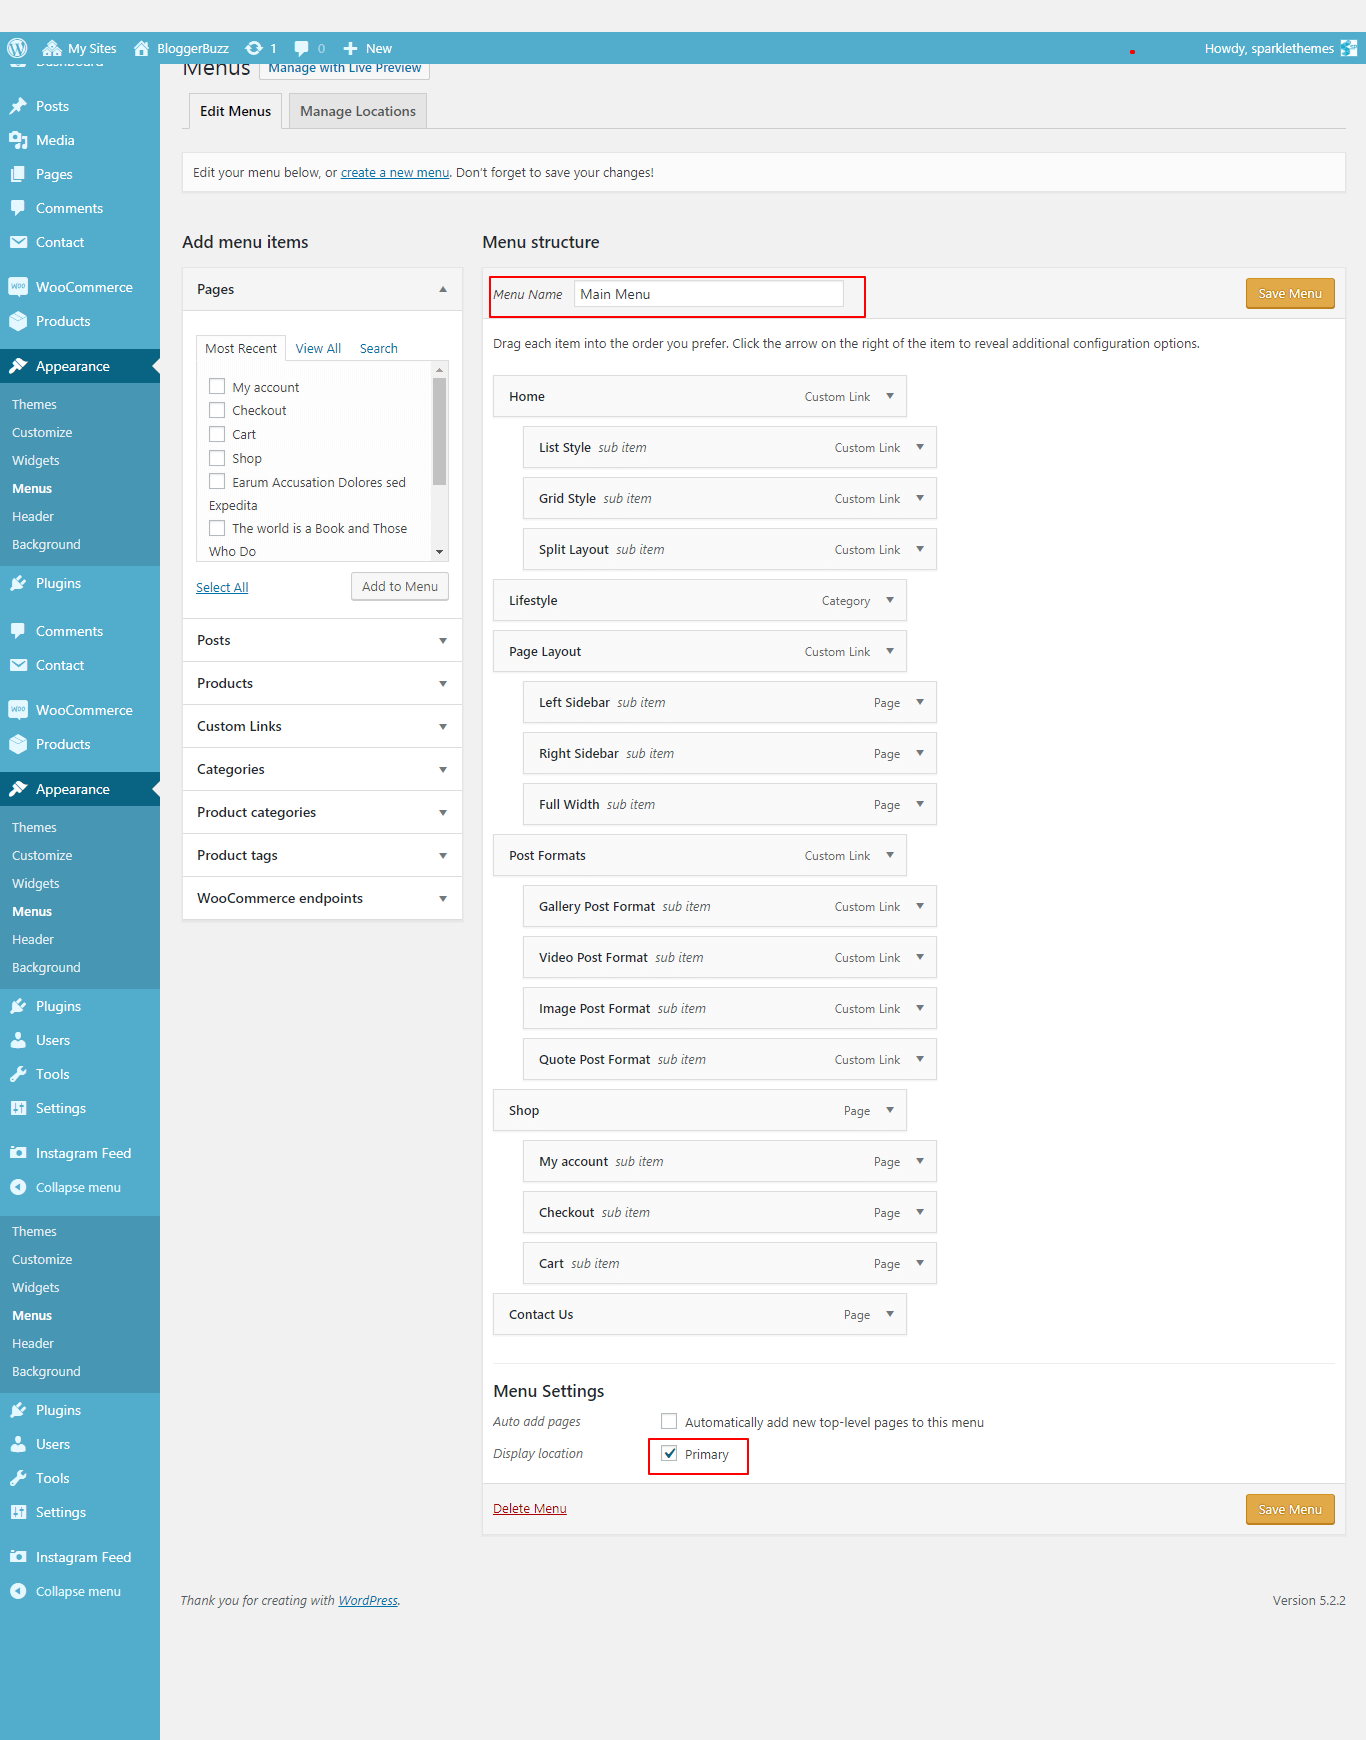 My Sites BloggerBuzz 1 0 New Howdy, sparklethemes
Dashboard
Posts
Media
Pages
Comments
Contact
WooCommerce
Products
Appearance
Themes
Customize
Widgets
Menus
Header
Background
Plugins
Comments
Contact
WooCommerce
Products
Appearance
Themes
Customize
Widgets
Menus
Header
Background
Plugins
Users
Tools
Settings
Instagram Feed
Collapse menu
Themes
Customize
Widgets
Menus
Header
Background
Plugins
Users
Tools
Settings
Instagram Feed
Collapse menu
Menus Manage with Live Preview
Edit Menus Manage Locations
Edit your menu below, or create a new menu. Don't forget to save your changes!
Add menu items
Pages
Most Recent View All Search
My account
Checkout
Cart
Shop
Earum Accusation Dolores sed
Expedita
The world is a Book and Those
Who Do
Select All Add to Menu
Posts
Products
Custom Links
Categories
Product categories
Product tags
WooCommerce endpoints
Menu structure
Menu Name Main Menu Save Menu
Drag each item into the order you prefer. Click the arrow on the right of the item to reveal additional configuration options.
Home Custom Link
List Style sub item Custom Link
Grid Style sub item Custom Link
Split Layout sub item Custom Link
Lifestyle Category
Page Layout Custom Link
Left Sidebar sub item Page
Right Sidebar sub item Page
Full Width sub item Page
Post Formats Custom Link
Gallery Post Format sub item Custom Link
Video Post Format sub item Custom Link
Image Post Format sub item Custom Link
Quote Post Format sub item Custom Link
Shop Page
My account sub item Page
Checkout sub item Page
Cart sub item Page
Contact Us Page
Menu Settings
Auto add pages Automatically add new top-level pages to this menu
Display location Primary
Delete Menu Save Menu
Thank you for creating with WordPress. Version 5.2.2